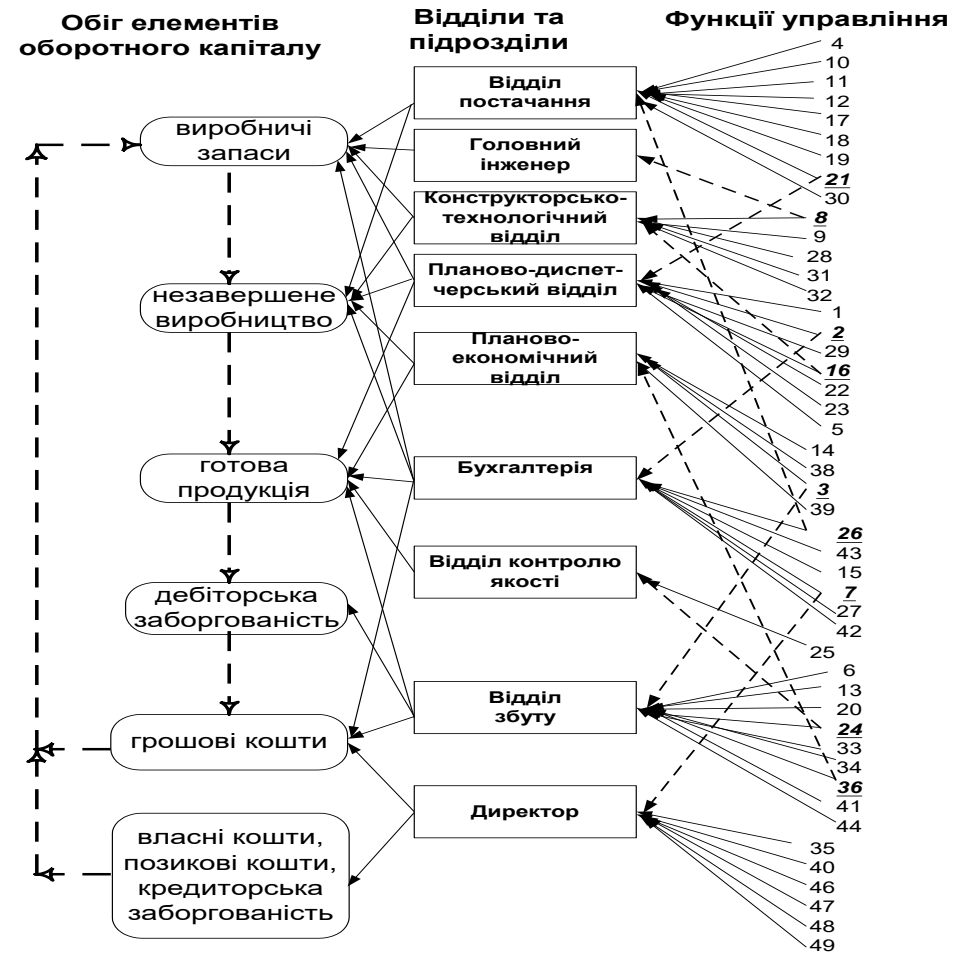 Обіг елементів
оборотного капіталу
Відділи та
підрозділи
Функції управління
виробничі
запаси
незавершене
виробництво
готова
продукція
дебіторська
заборгованість
грошові кошти
власні кошти,
позикові кошти,
кредиторська
заборгованість
Відділ
постачання
Головний
інженер
Конструкторсько-
технологічний
відділ
Планово-диспет-
черський відділ
Планово-
економічний
відділ
Бухгалтерія
Відділ контролю
якості
Відділ
збуту
Директор
4
10
11
12
17
18
19
21
30
8
9
28
31
32
1
2
29
16
22
23
5
14
38
3
39
26
43
15
7
27
42
25
6
13
20
24
33
34
36
41
44
35
40
46
47
48
49